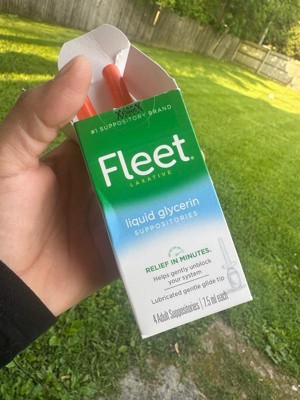 #1 SUPPOSITORY BRAND
Fleet®
LAXATIVE
liquid glycerin
SUPPOSITORIES
RELIEF IN MINUTES.
Helps gently unblock
your system
Lubricated gentle glide tip
4 Adult Suppositories | 7.5 ml each